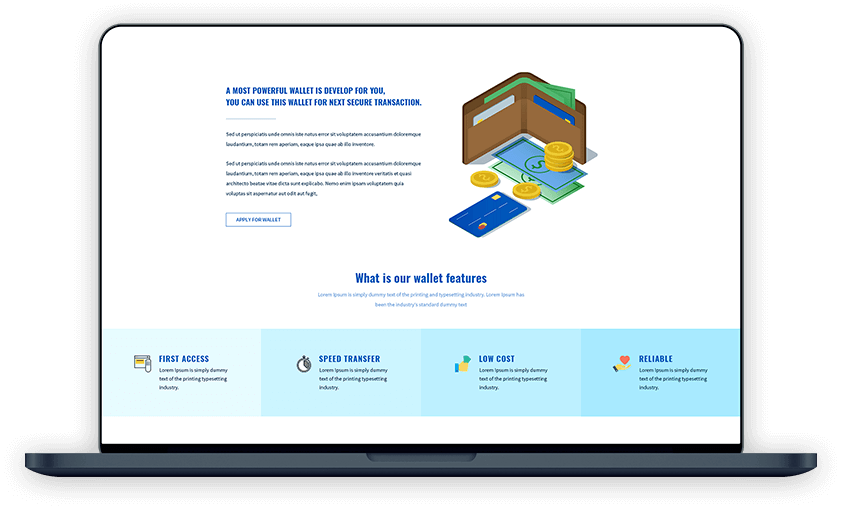 A MOST POWERFUL WALLET IS DEVELOP FOR YOU,
YOU CAN USE THIS WALLET FOR NEXT SECURE TRANSACTION.
Sed ut perspiciatis unde omnis iste natus error sit voluptatem accusantium doloremque
laudantium, totam rem aperiam, eaque ipsa quae ab illo inventore.
Sed ut perspiciatis unde omnis iste natus error sit voluptatem accusantium doloremque
laudantium, totam rem aperiam, eaque ipsa quae ab illo inventore veritatis et quasi
architecto beatae vitae dicta sunt explicabo. Nemo enim ipsam voluptatem quia
voluptas sit aspernatur aut odit aut fugit,
APPLY FOR WALLET
What is our wallet features
Lorem Ipsum is simply dummy text of the printing and typesetting industry. Lorem Ipsum has
been the industry's standard dummy text
FIRST ACCESS
Lorem Ipsum is simply dummy
text of the printing typesetting
industry.
SPEED TRANSFER
Lorem Ipsum is simply dummy
text of the printing typesetting
industry.
LOW COST
Lorem Ipsum is simply dummy
text of the printing typesetting
industry.
RELIABLE
Lorem Ipsum is simply dummy
text of the printing typesetting
industry.